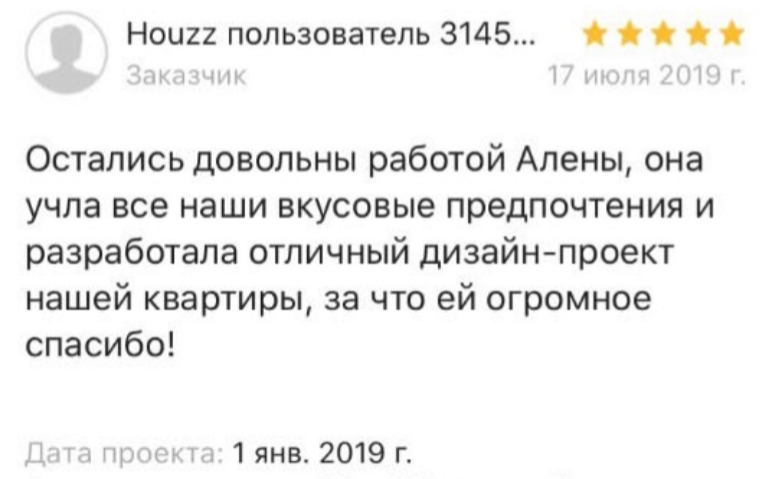 Houzz пользователь 3145...
Заказчик
17 июля 2019 г.
Остались довольны работой Алены, она
учла все наши вкусовые предпочтения и
разработала отличный дизайн-проект
нашей квартиры, за что ей огромное
спасибо!
Дата проекта: 1 янв. 2019 г.